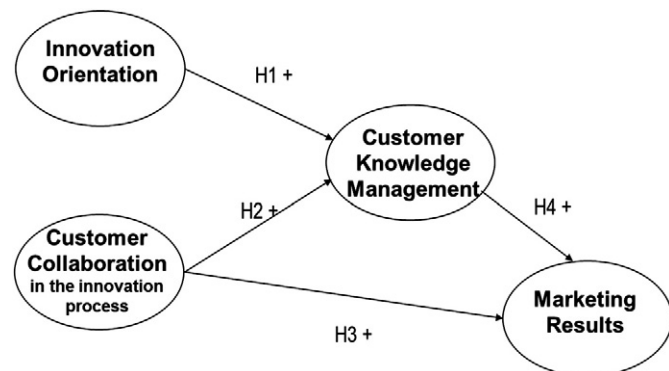 Innovation
Orientation
H1 +
Customer
Knowledge
Management
H2 +
H4 +
Customer
Collaboration
in the innovation
process
Marketing
Results
H3 +